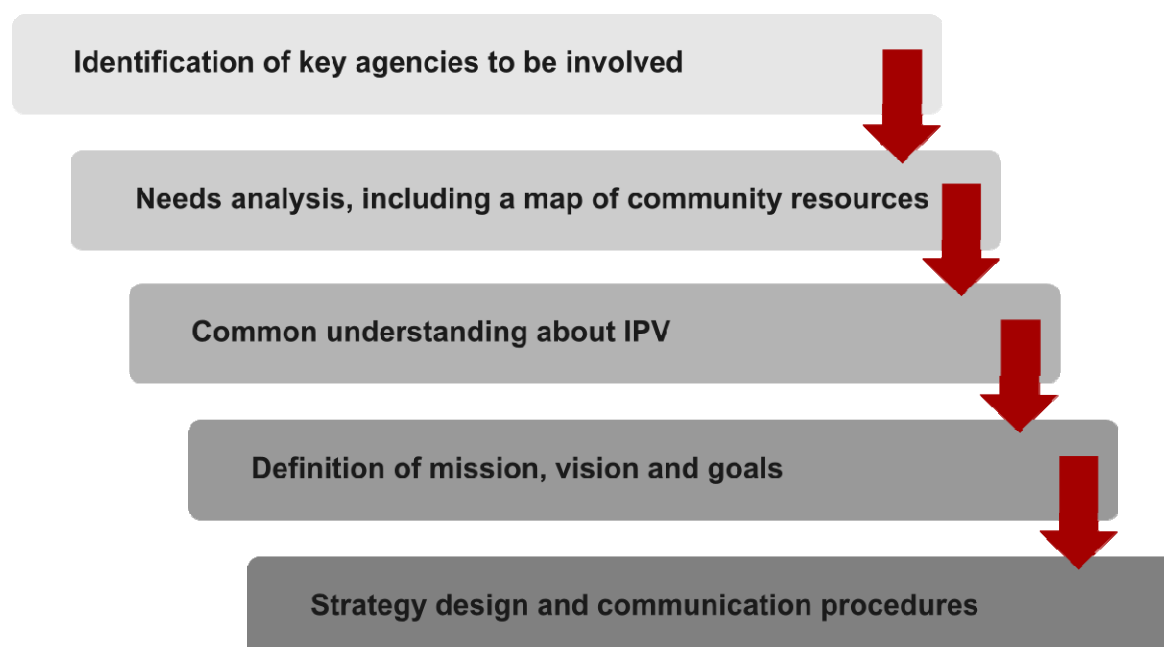 Identification of key agencies to be involved
Needs analysis, including a map of community resources
Common understanding about IPV
Definition of mission, vision and goals
Strategy design and communication procedures